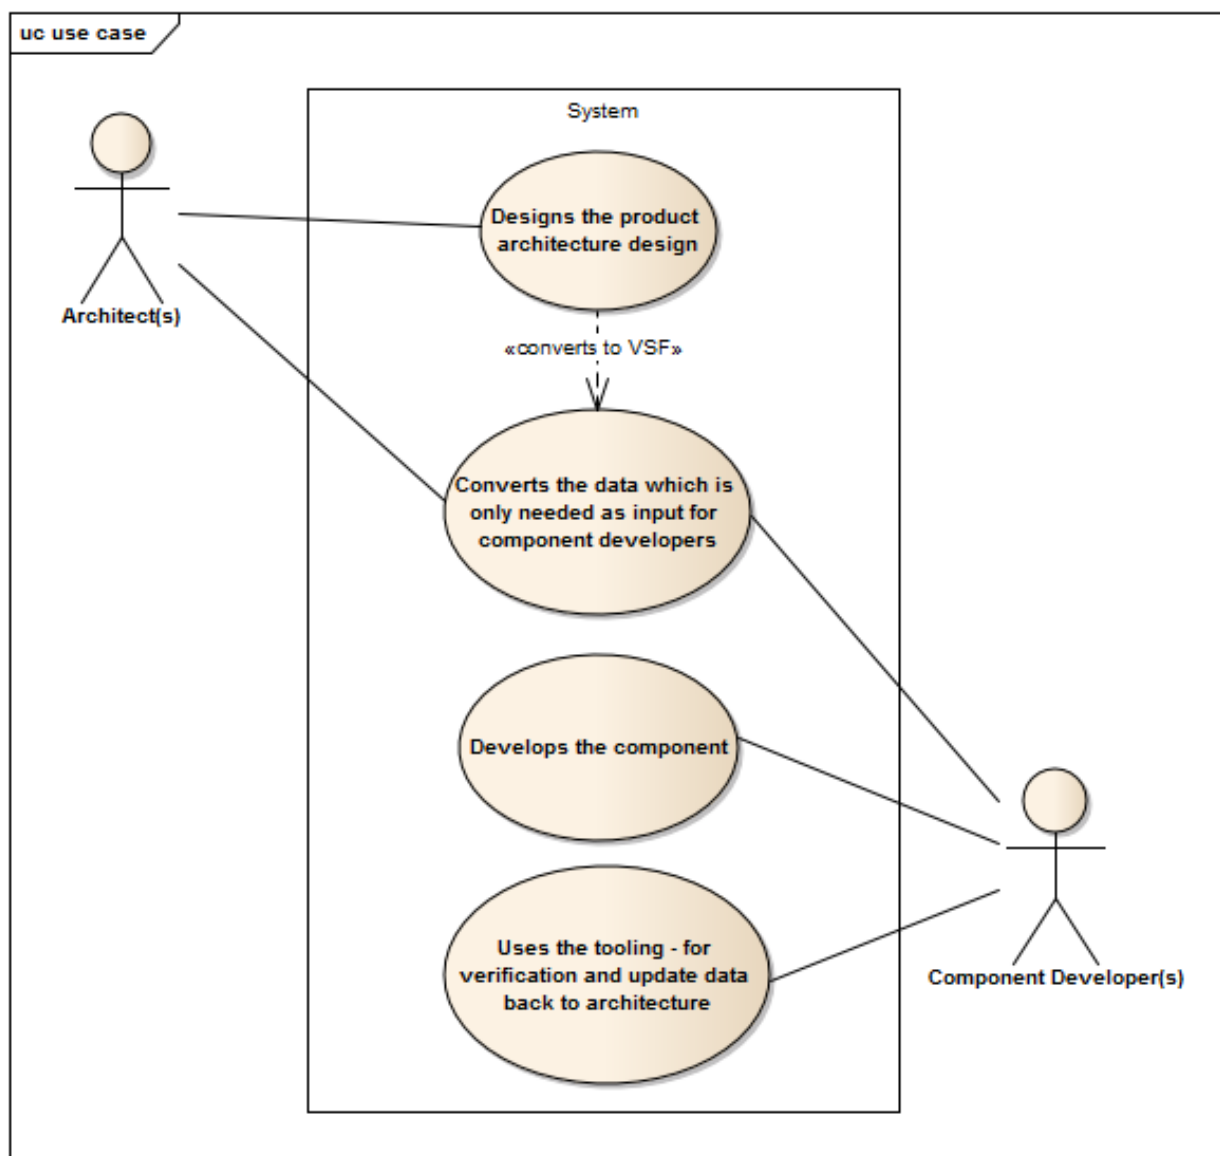 uc use case
System
Designs the product
architecture design
Architect(s)
«converts to VSF»
Converts the data which is
only needed as input for
component developers
Develops the component
Uses the tooling - for
verification and update data
back to architecture
Component Developer(s)